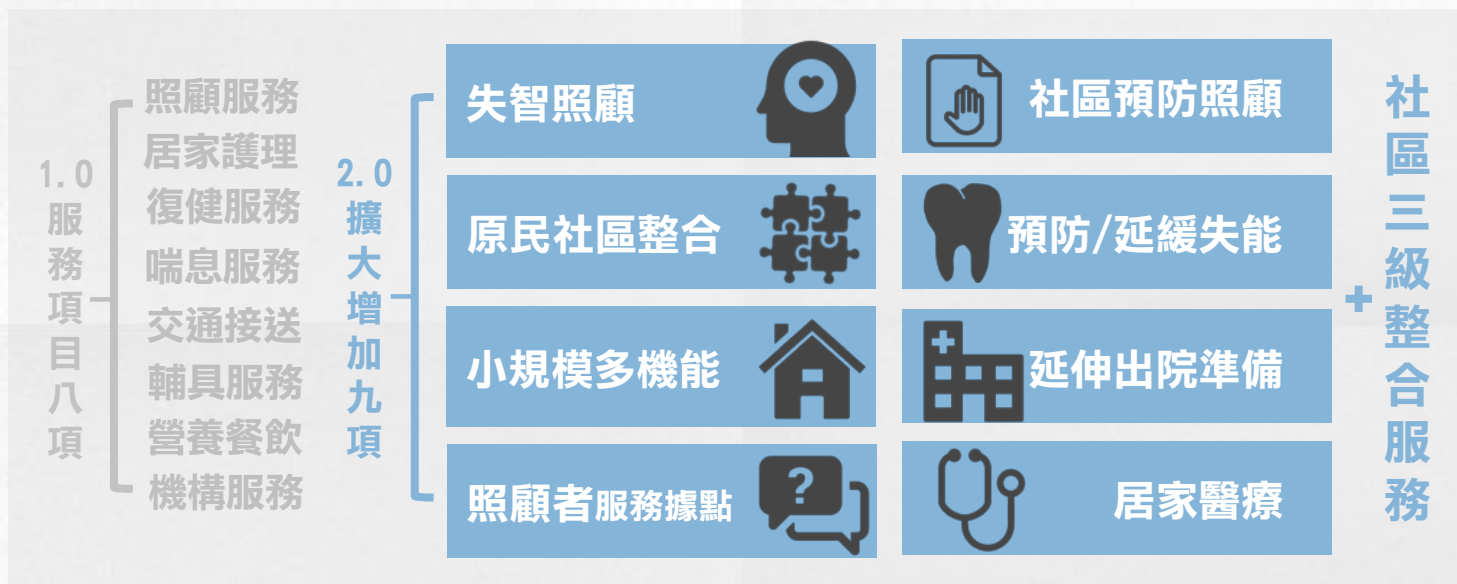 1.0服務項目八項
照顧服務
居家護理
復健服務
喘息服務
交通接送
輔具服務
營養餐飲
機構服務
2.0擴大增加九項
失智照顧
原民社區整合
小規模多機能
照顧者服務據點
?
社區預防照顧
預防/延緩失能
延伸出院準備
居家醫療
+
社區三級整合服務